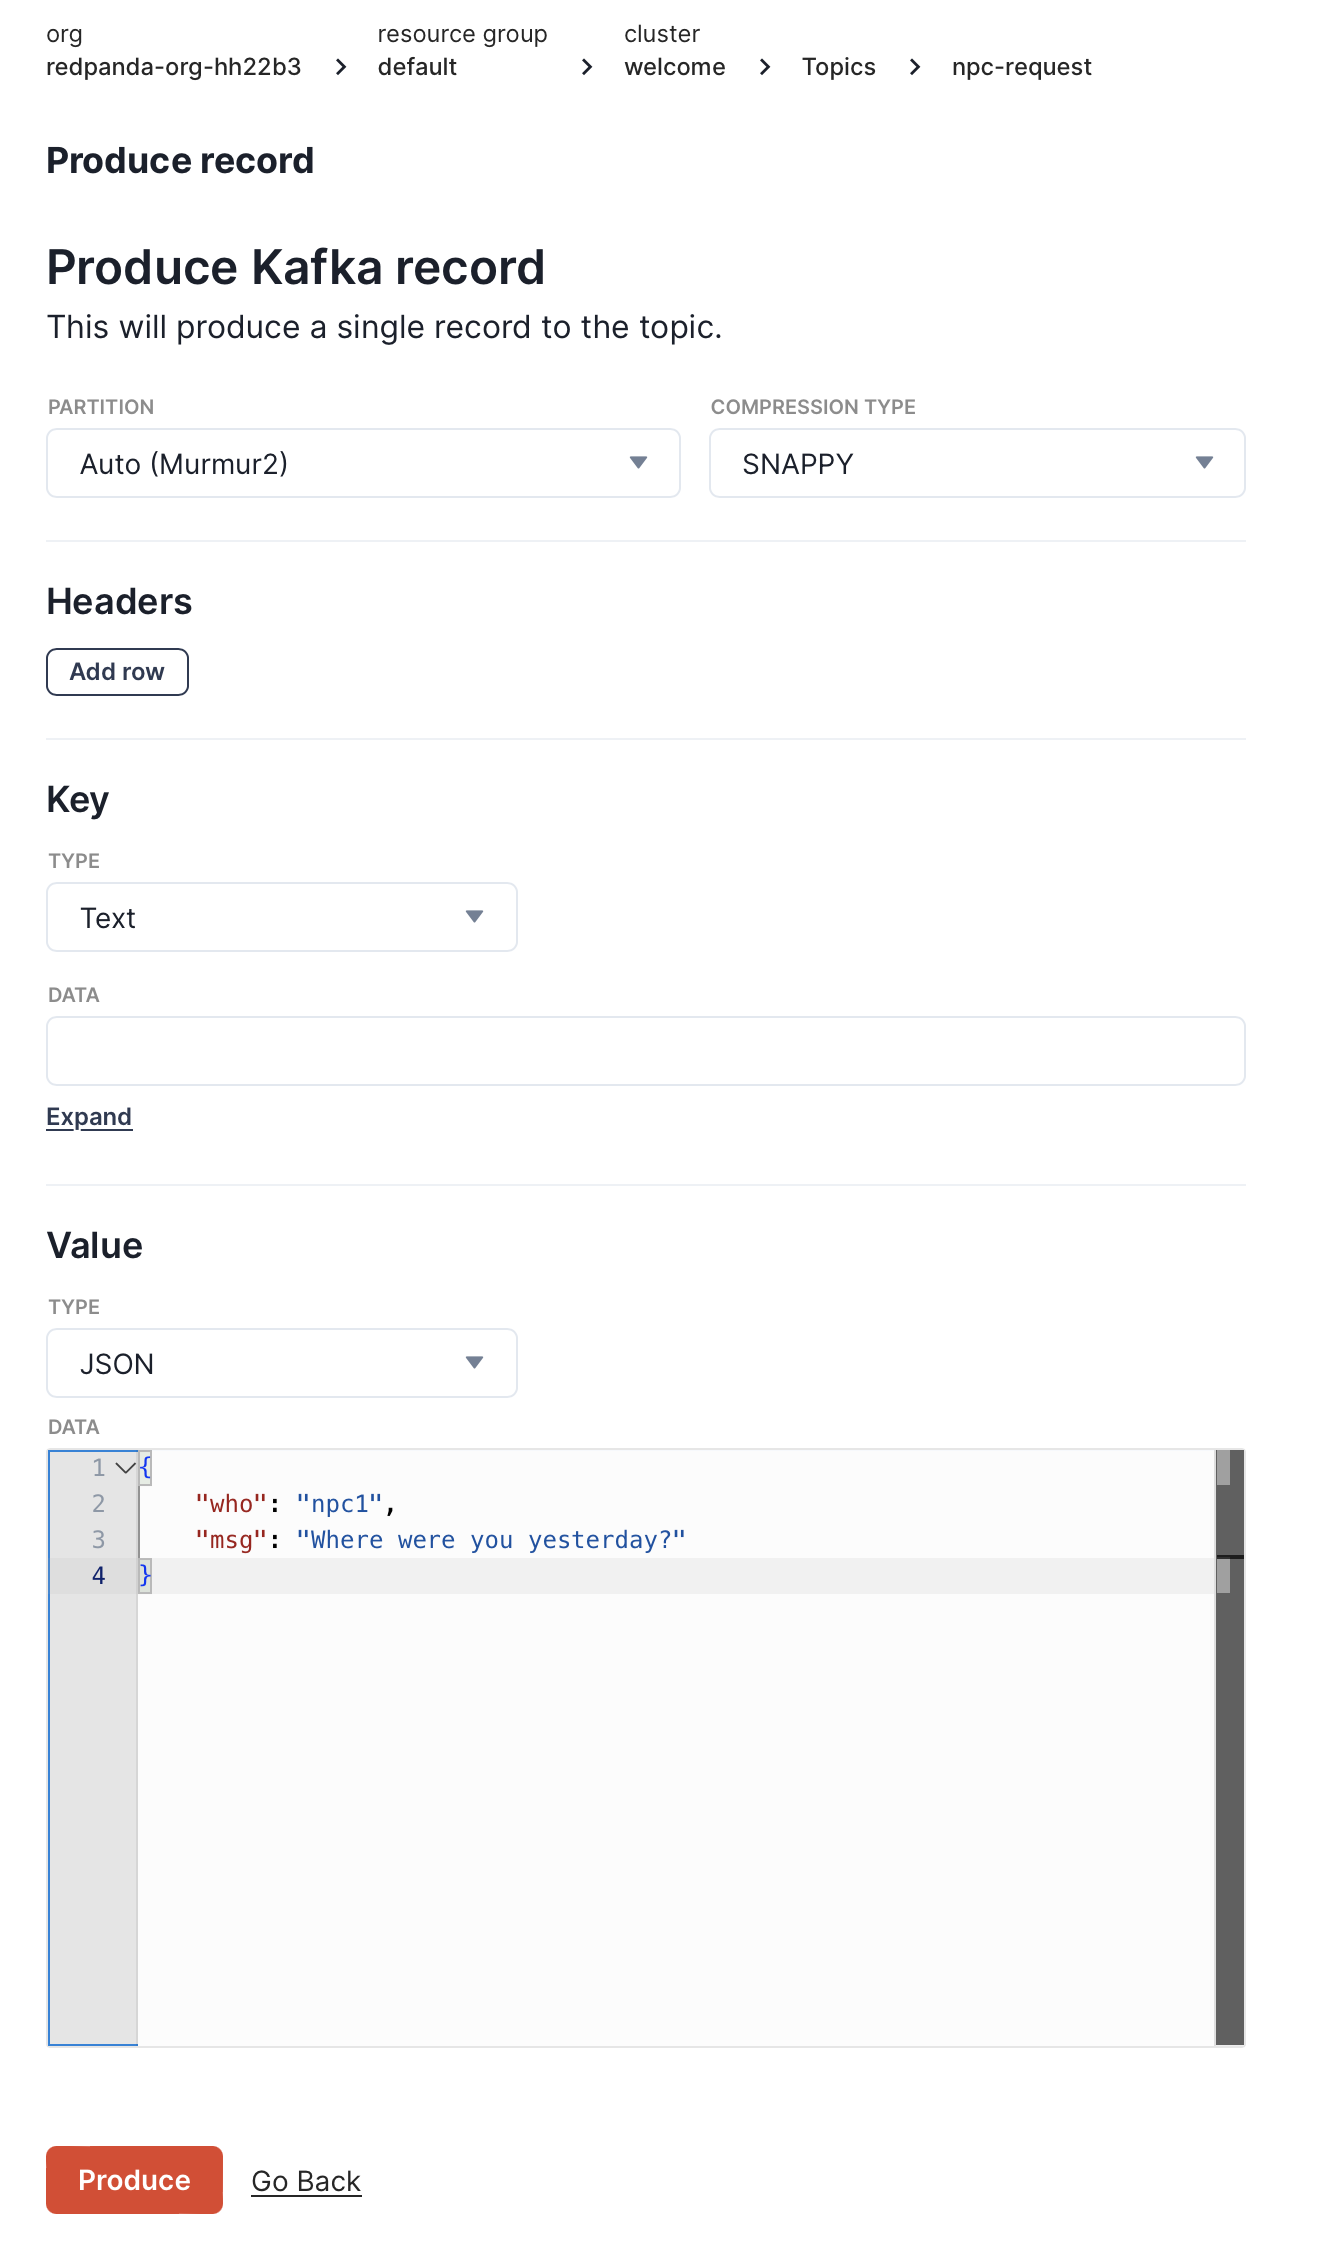 org
redpanda-org-hh22b3
resource group
default
cluster
welcome
Topics
npc-request
Produce record
Produce Kafka record
This will produce a single record to the topic.
PARTITION
Auto (Murmur2)
COMPRESSION TYPE
SNAPPY
Headers
Add row
Key
TYPE
Text
DATA
Expand
Value
TYPE
JSON
DATA
1 {
2 "who": "npc1",
3 "msg": "Where were you yesterday?"
4 }
Produce
Go Back